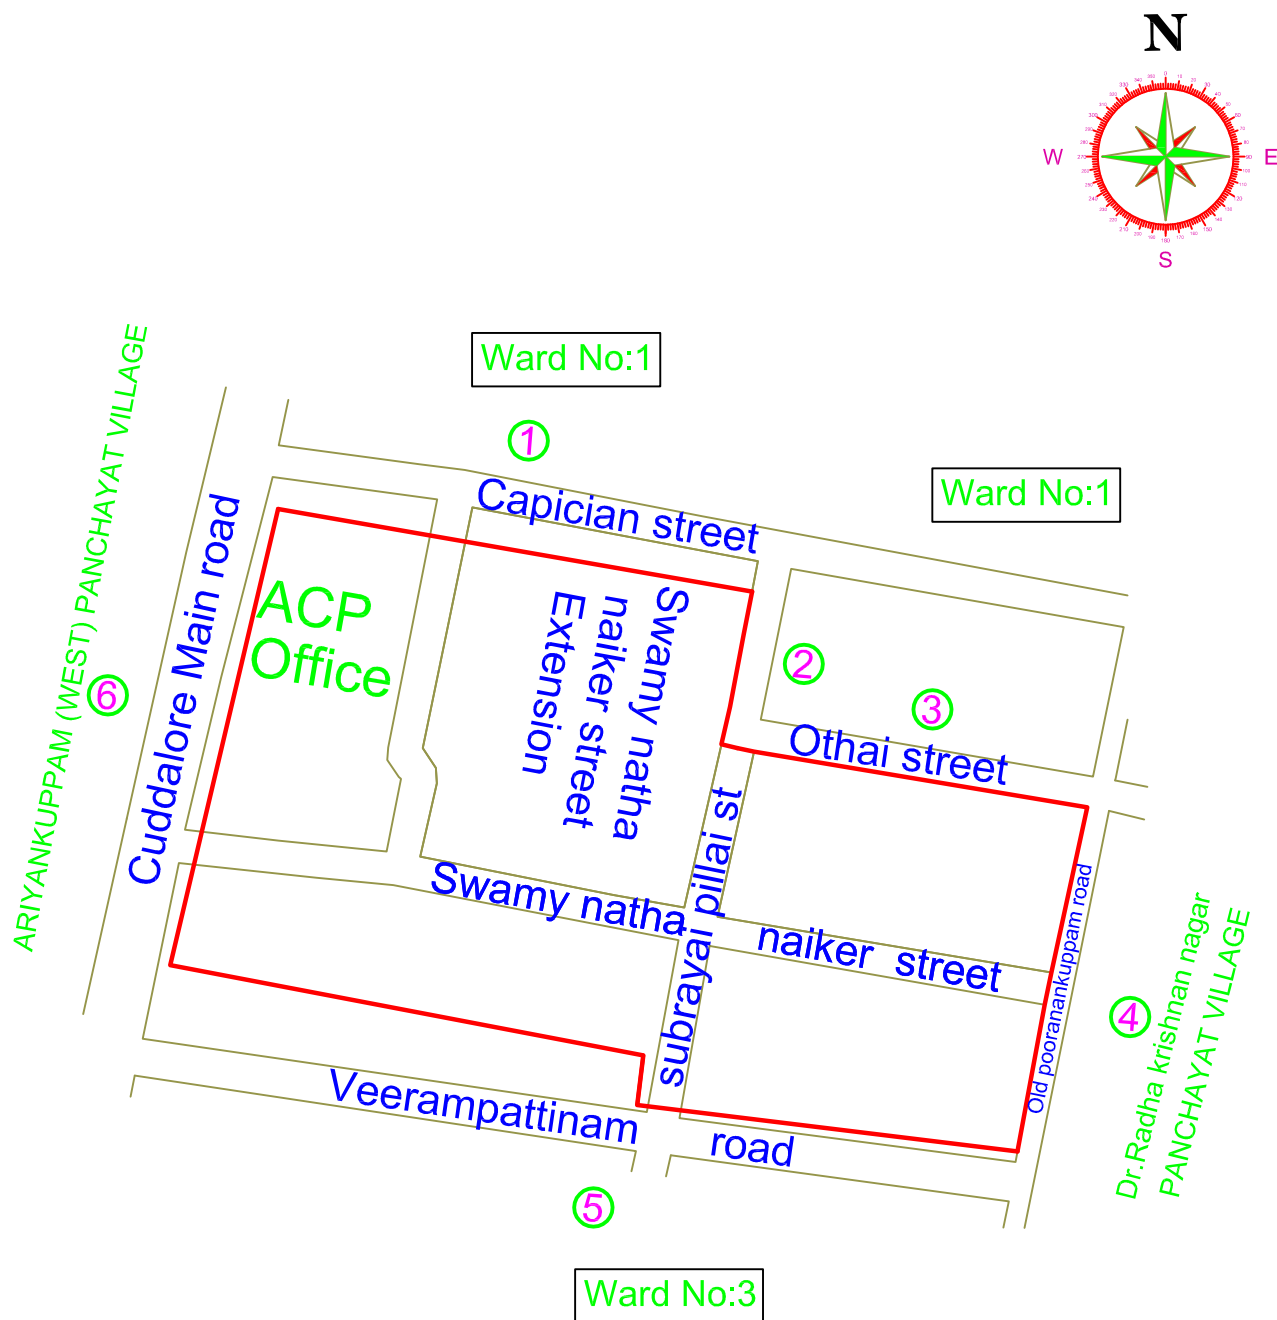 N
W
E
S
Ward No:1
ARIYANKUPPAM (WEST) PANCHAYAT VILLAGE
1
Ward No:1
Capician street
Cuddalore Main road
ACP
Office
Swamy natha
naiker street
Extension
2
3
6
Othai street
subrayai pillai st
Swamy natha naiker street
Old pooranankuppam road
4
Dr.Radha krishnan nagar
PANCHAYAT VILLAGE
Veerampattinam road
5
Ward No:3